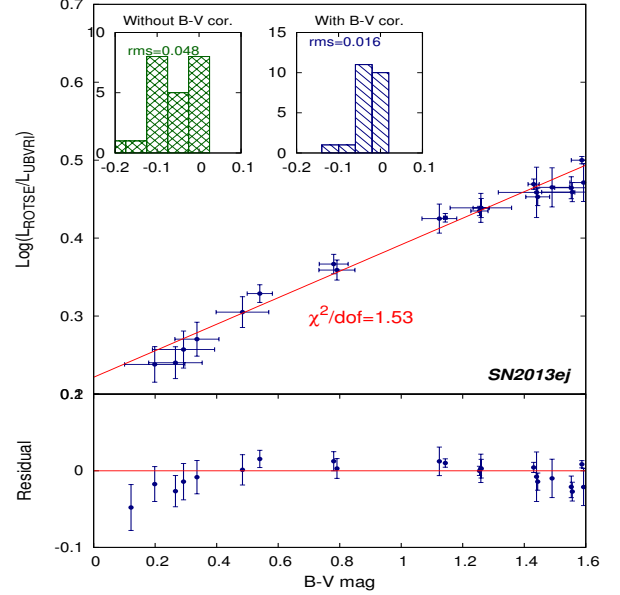 0.7
0.6
0.5
0.4
0.3
0.2
Log(L_ROTSE/L_UBVRI)
Without B-V cor.
rms=0.048
10
5
0
-0.2 -0.1 0 0.1
With B-V cor.
rms=0.016
15
10
5
0
-0.2 -0.1 0 0.1
χ²/dof=1.53
SN2013ej
0.1
0
-0.1
Residual
0 0.2 0.4 0.6 0.8 1 1.2 1.4 1.6
B-V mag